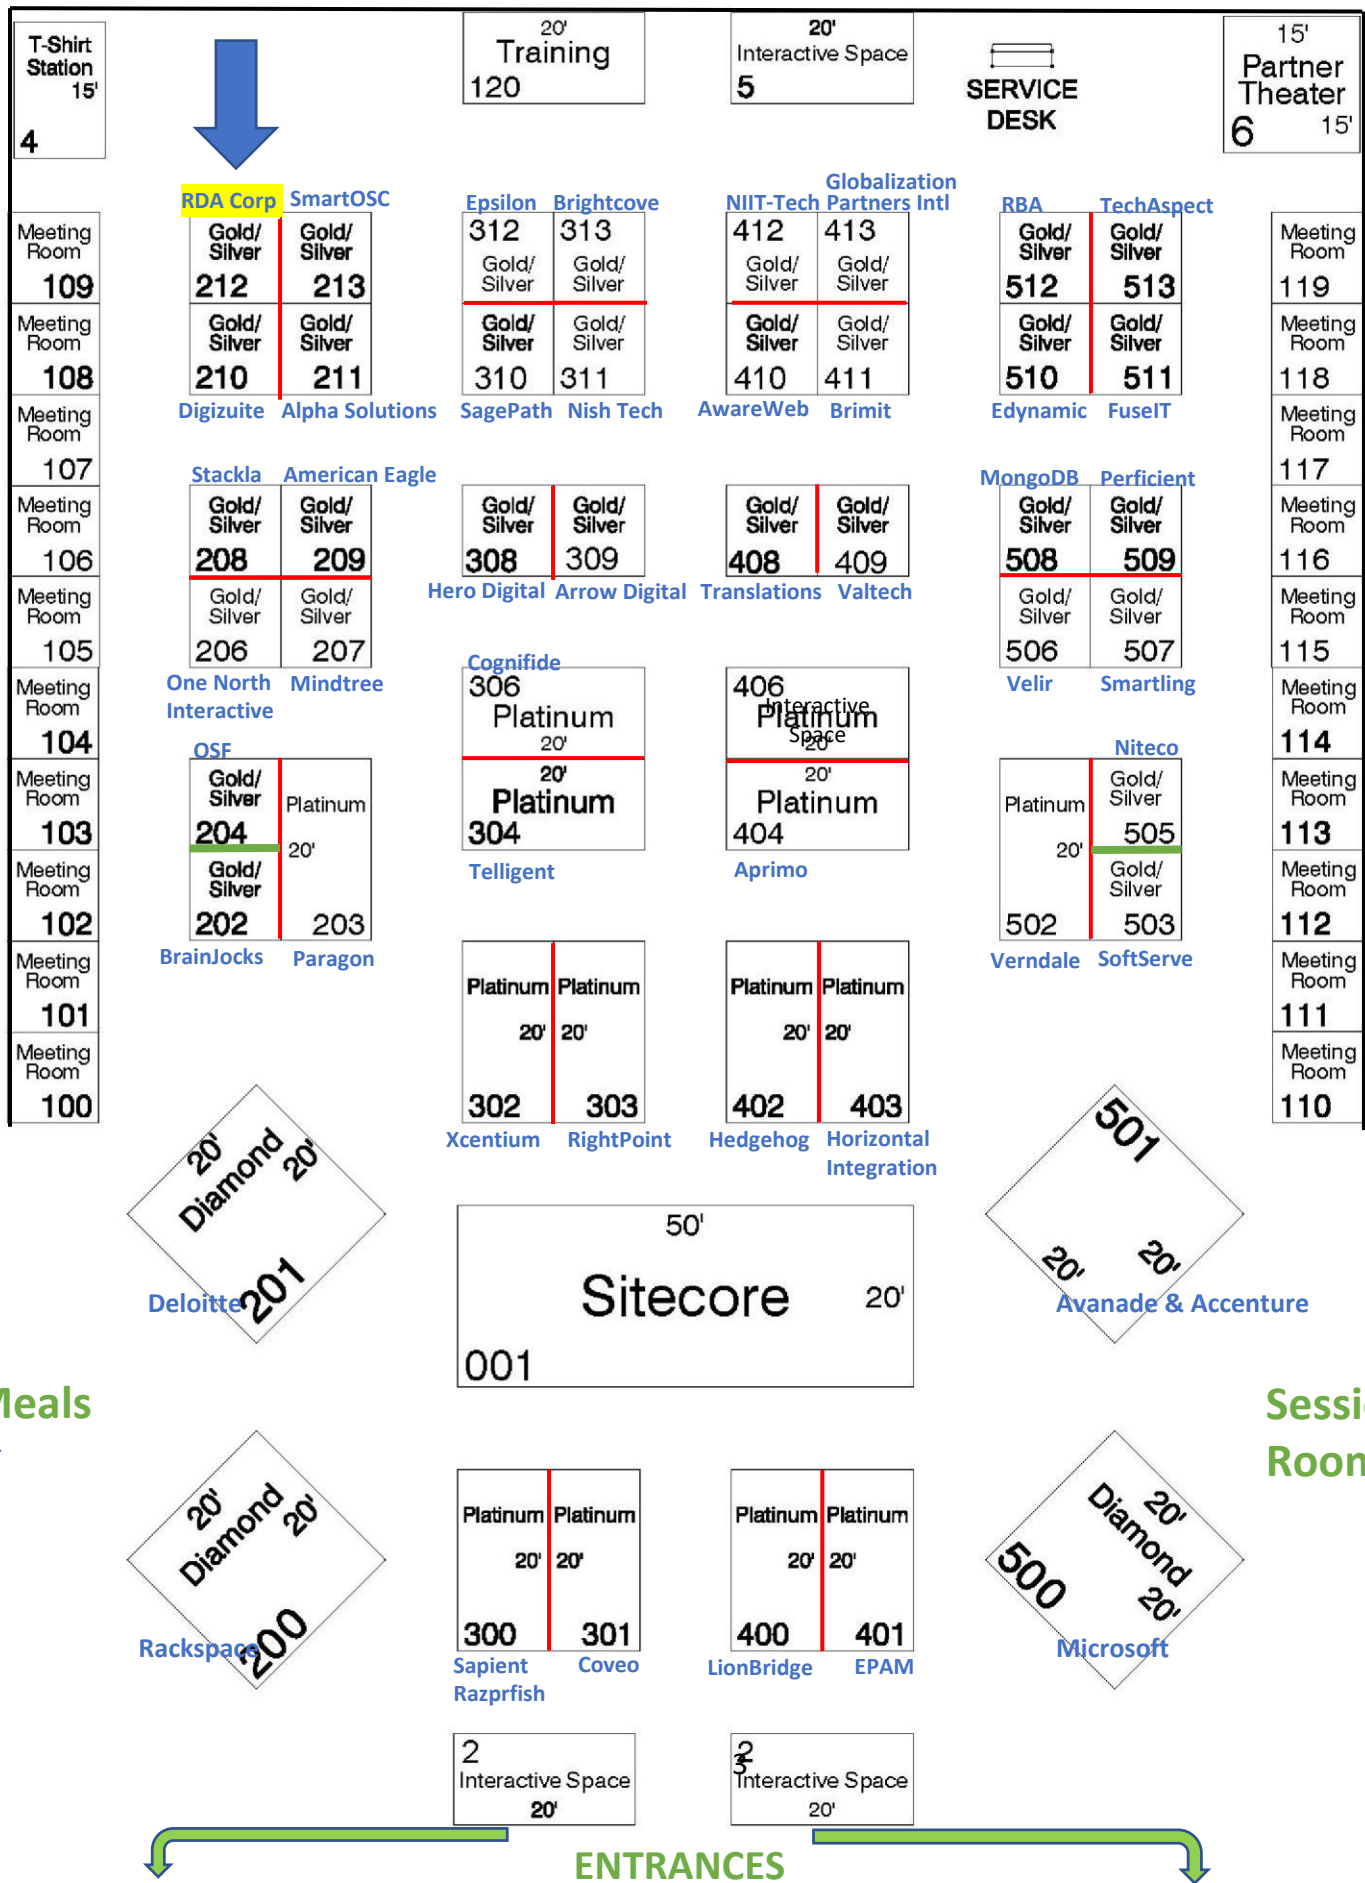 T-Shirt
Station
15'
4
20'
Training
120
20'
Interactive Space
5
SERVICE
DESK
15'
Partner
Theater
6 15'
RDA Corp SmartOSC
Gold/ Gold/
Silver Silver
212 213
Gold/ Gold/
Silver Silver
210 211
Digizuite Alpha Solutions
Epsilon Brightcove
312 313
Gold/ Gold/
Silver Silver
Gold/ Gold/
Silver Silver
310 311
SagePath Nish Tech
Globalization
NIIT-Tech Partners Intl
412 413
Gold/ Gold/
Silver Silver
Gold/ Gold/
Silver Silver
410 411
AwareWeb Brimit
RBA TechAspect
Gold/ Gold/
Silver Silver
512 513
Gold/ Gold/
Silver Silver
510 511
Edynamic FuseIT
Meeting
Room
109
Meeting
Room
108
Meeting
Room
107
Meeting
Room
106
Meeting
Room
105
Meeting
Room
104
Meeting
Room
103
Meeting
Room
102
Meeting
Room
101
Meeting
Room
100
Meeting
Room
119
Meeting
Room
118
Meeting
Room
117
Meeting
Room
116
Meeting
Room
115
Meeting
Room
114
Meeting
Room
113
Meeting
Room
112
Meeting
Room
111
Meeting
Room
110
Stackla American Eagle
Gold/ Gold/
Silver Silver
208 209
Gold/ Gold/
Silver Silver
206 207
One North Mindtree
Interactive
Gold/ Gold/
Silver Silver
308 309
Hero Digital Arrow Digital
Gold/ Gold/
Silver Silver
408 409
Translations Valtech
MongoDB Perficient
Gold/ Gold/
Silver Silver
508 509
Gold/ Gold/
Silver Silver
506 507
Velir Smartling
OSF
Gold/
Silver Platinum
204
20'
Gold/
Silver
202 203
BrainJocks Paragon
Cognifide
306
Platinum
20'
20'
Platinum
304
Telligent
406
Interactive
Platinum
Space
20'
20'
Platinum
404
Aprimo
Niteco
Gold/
Platinum Silver
505
20'
Gold/
Silver
502 503
Verndale SoftServe
Platinum Platinum
20' 20'
302 303
Xcentium RightPoint
Platinum Platinum
20' 20'
402 403
Hedgehog Horizontal
Integration
20' Diamond 20'
201
Deloitte
50'
Sitecore 20'
001
501
20' 20'
Avanade & Accenture
Meals
Sessi
Room
20' Diamond 20'
200
Rackspace
Platinum Platinum
20' 20'
300 301
Sapient Coveo
Razprfish
Platinum Platinum
20' 20'
400 401
LionBridge EPAM
20' Diamond 20'
500
Microsoft
2
Interactive Space
20'
2
3
Interactive Space
20'
ENTRANCES